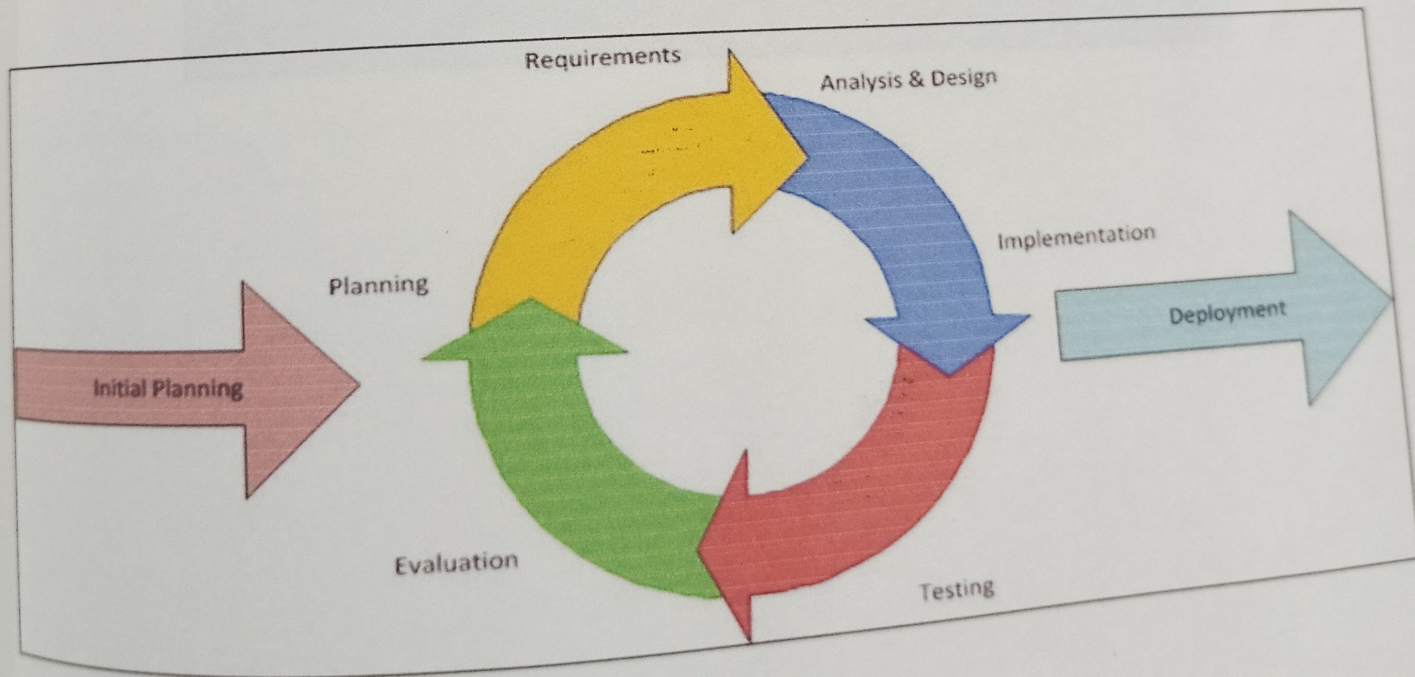 Requirements
Analysis & Design
Implementation
Planning
Deployment
Initial Planning
Evaluation
Testing